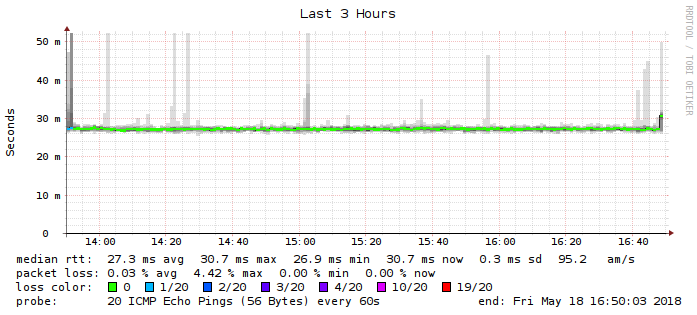 Last 3 Hours
RRDTOOL / TOBI OETIKER
Seconds
50 m
40 m
30 m
20 m
10 m
0
14:00 14:20 14:40 15:00 15:20 15:40 16:00 16:20 16:40
median rtt: 27.3 ms avg 30.7 ms max 26.9 ms min 30.7 ms now 0.3 ms sd 95.2 am/s
packet loss: 0.03 % avg 4.42 % max 0.00 % min 0.00 % now
loss color: 0 1/20 2/20 3/20 4/20 10/20 19/20
probe: 20 ICMP Echo Pings (56 Bytes) every 60s end: Fri May 18 16:50:03 2018